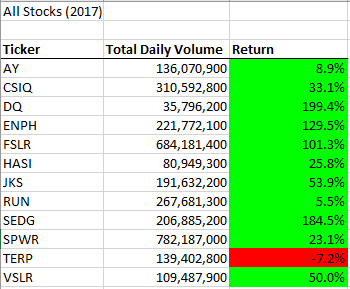 All Stocks (2017)
Ticker Total Daily Volume Return
AY 136,070,900 8.9%
CSIQ 310,592,800 33.1%
DQ 35,796,200 199.4%
ENPH 221,772,100 129.5%
FSLR 684,181,400 101.3%
HASI 80,949,300 25.8%
JKS 191,632,200 53.9%
RUN 267,681,300 5.5%
SEDG 206,885,200 184.5%
SPWR 782,187,000 23.1%
TERP 139,402,800 -7.2%
VSLR 109,487,900 50.0%